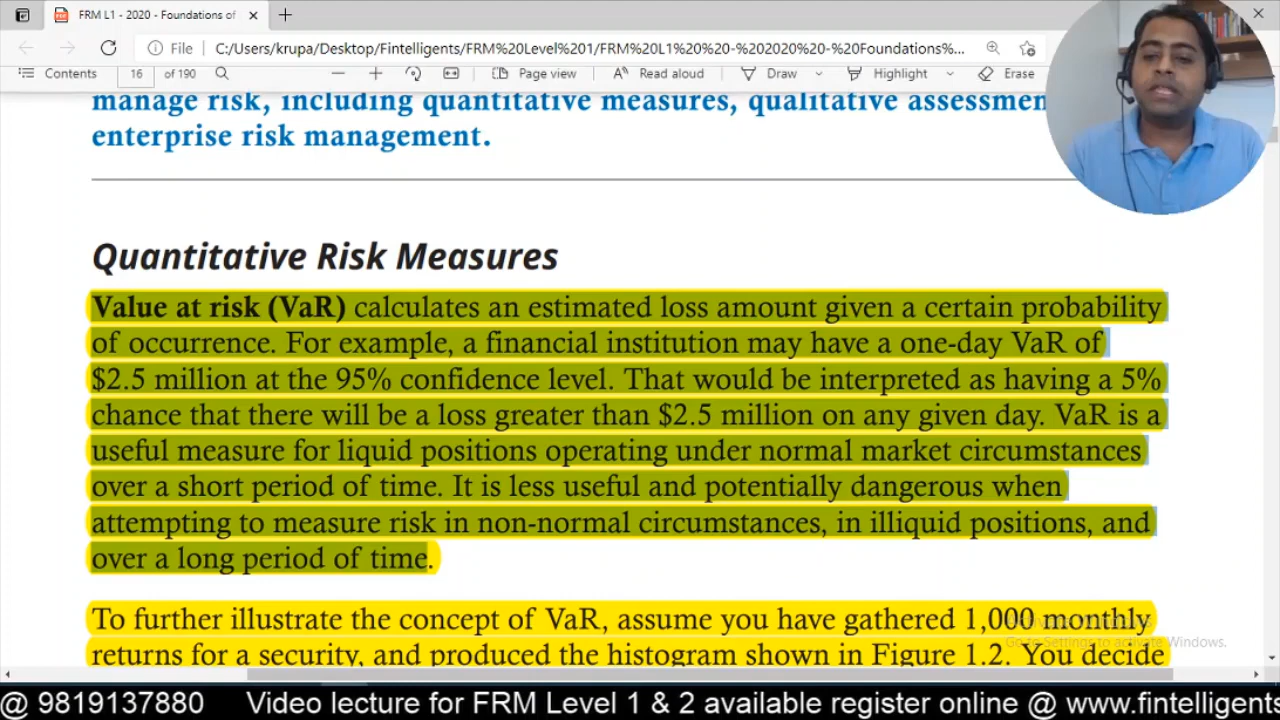 FRM L1 - 2020 - Foundations of
File C:/Users/krupa/Desktop/Fintelligents/FRM%20Level%201/FRM%20L1%20%20-%202020%20-%20Foundations%...
Contents 16 of 190 Page view Read aloud Draw Highlight Erase
manage risk, including quantitative measures, qualitative assessmen
enterprise risk management.
Quantitative Risk Measures
Value at risk (VaR) calculates an estimated loss amount given a certain probability
of occurrence. For example, a financial institution may have a one-day VaR of
$2.5 million at the 95% confidence level. That would be interpreted as having a 5%
chance that there will be a loss greater than $2.5 million on any given day. VaR is a
useful measure for liquid positions operating under normal market circumstances
over a short period of time. It is less useful and potentially dangerous when
attempting to measure risk in non-normal circumstances, in illiquid positions, and
over a long period of time.
To further illustrate the concept of VaR, assume you have gathered 1,000 monthly
returns for a security, and produced the histogram shown in Figure 1.2. You decide
Go to Settings to activate Windows.
@ 9819137880 Video lecture for FRM Level 1 & 2 available register online @ www.fintelligents